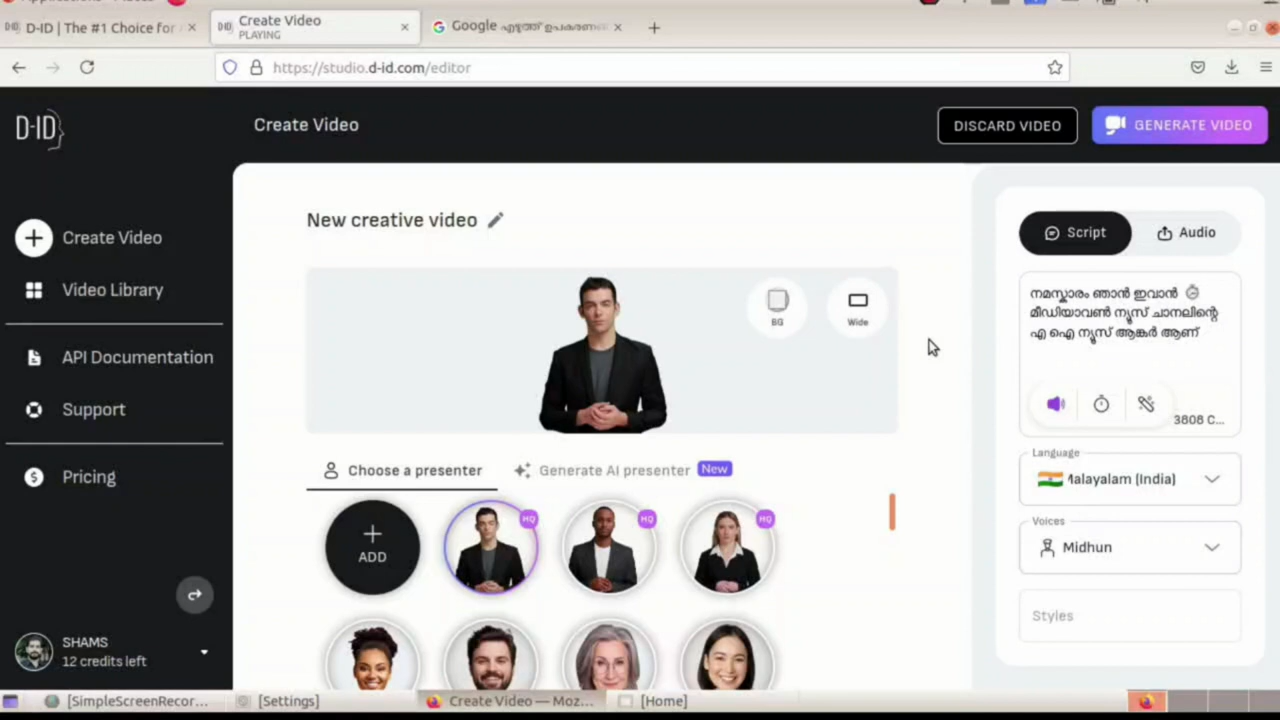 D-ID | The #1 Choice for
Create Video
PLAYING
Google എഴുത്ത്
https://studio.d-id.com/editor
D-ID
Create Video
DISCARD VIDEO
GENERATE VIDEO
Create Video
Video Library
API Documentation
Support
Pricing
SHAMS
12 credits left
New creative video
BG
Wide
Choose a presenter
Generate AI presenter New
ADD
HQ
HQ
HQ
Script
Audio
നമസ്കാരം ഞാൻ ഇവാൻ
മീഡിയാവൺ ന്യൂസ് ചാനലിന്റെ
എ ഐ ന്യൂസ് ആങ്കർ ആണ്
3808 C...
Language
Malayalam (India)
Voices
Midhun
Styles
[SimpleScreenRecor...
[Settings]
Create Video — Moz...
[Home]